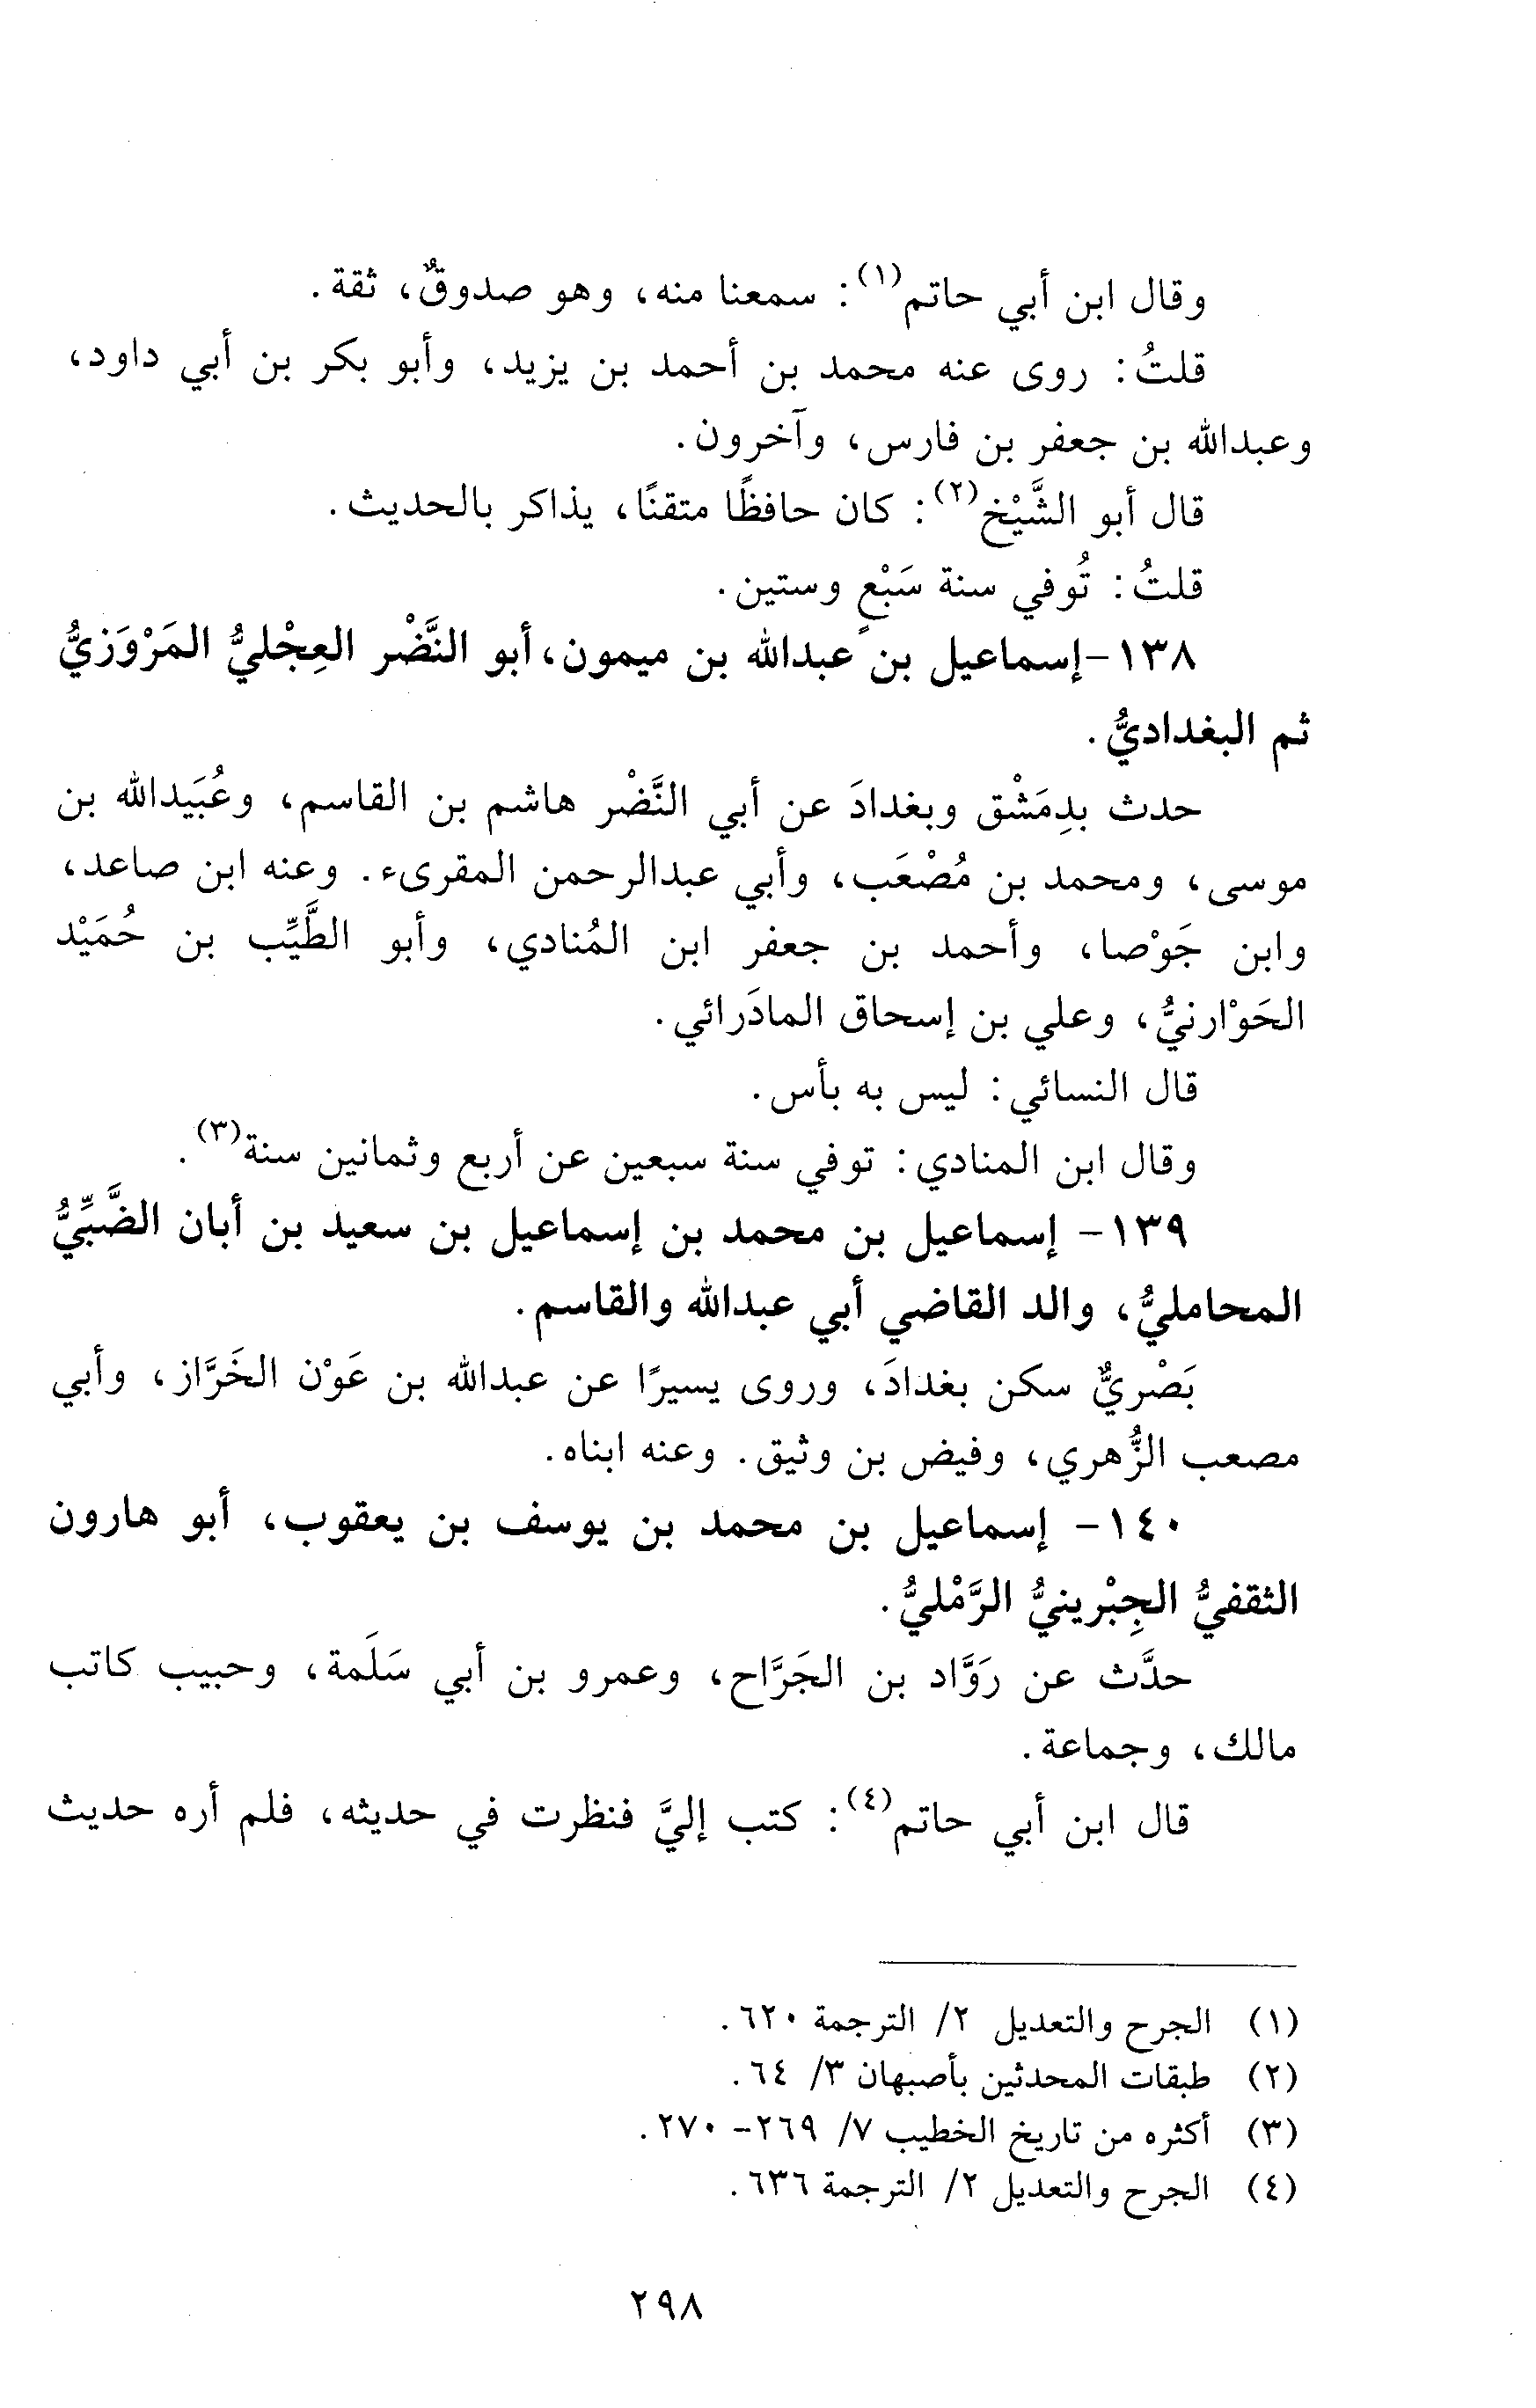 وقال ابن أبي حاتم(١): سمعنا منه، وهو صدوقٌ، ثقة.
قلتُ: روى عنه محمد بن أحمد بن يزيد، وأبو بكر بن أبي داود،
وعبدالله بن جعفر بن فارس، وآخرون.
قال أبو الشَّيْخ(٢): كان حافظًا متقنًا، يذاكر بالحديث.
قلتُ: تُوفي سنة سَبْعٍ وستين.
١٣٨-إسماعيل بن عبدالله بن ميمون، أبو النَّضْر العِجْليُّ المَرْوَزيُّ
ثم البغداديُّ.
حدث بدِمَشْق وبغدادَ عن أبي النَّضْر هاشم بن القاسم، وعُبَيدالله بن
موسى، ومحمد بن مُصْعَب، وأبي عبدالرحمن المقرىء. وعنه ابن صاعد،
وابن جَوْصا، وأحمد بن جعفر ابن المُنادي، وأبو الطَّيِّب بن حُمَيْد
الحَوْارنيُّ، وعلي بن إسحاق المادَرائي.
قال النسائي: ليس به بأس.
وقال ابن المنادي: توفي سنة سبعين عن أربع وثمانين سنة(٣).
١٣٩- إسماعيل بن محمد بن إسماعيل بن سعيد بن أبان الضَّبِّيُّ
المحامليُّ، والد القاضي أبي عبدالله والقاسم.
بَصْريٌّ سكن بغدادَ، وروى يسيرًا عن عبدالله بن عَوْن الخَرَّاز، وأبي
مصعب الزُّهري، وفيض بن وثيق. وعنه ابناه.
١٤٠- إسماعيل بن محمد بن يوسف بن يعقوب، أبو هارون
الثقفيُّ الجِبْرينيُّ الرَّمْليُّ.
حدَّث عن رَوَّاد بن الجَرَّاح، وعمرو بن أبي سَلَمة، وحبيب كاتب
مالك، وجماعة.
قال ابن أبي حاتم(٤): كتب إليَّ فنظرت في حديثه، فلم أره حديث
(١) الجرح والتعديل ٢/ الترجمة ٦٢٠.
(٢) طبقات المحدثين بأصبهان ٣/ ٦٤.
(٣) أكثره من تاريخ الخطيب ٧/ ٢٦٩- ٢٧٠.
(٤) الجرح والتعديل ٢/ الترجمة ٦٣٦.
٢٩٨